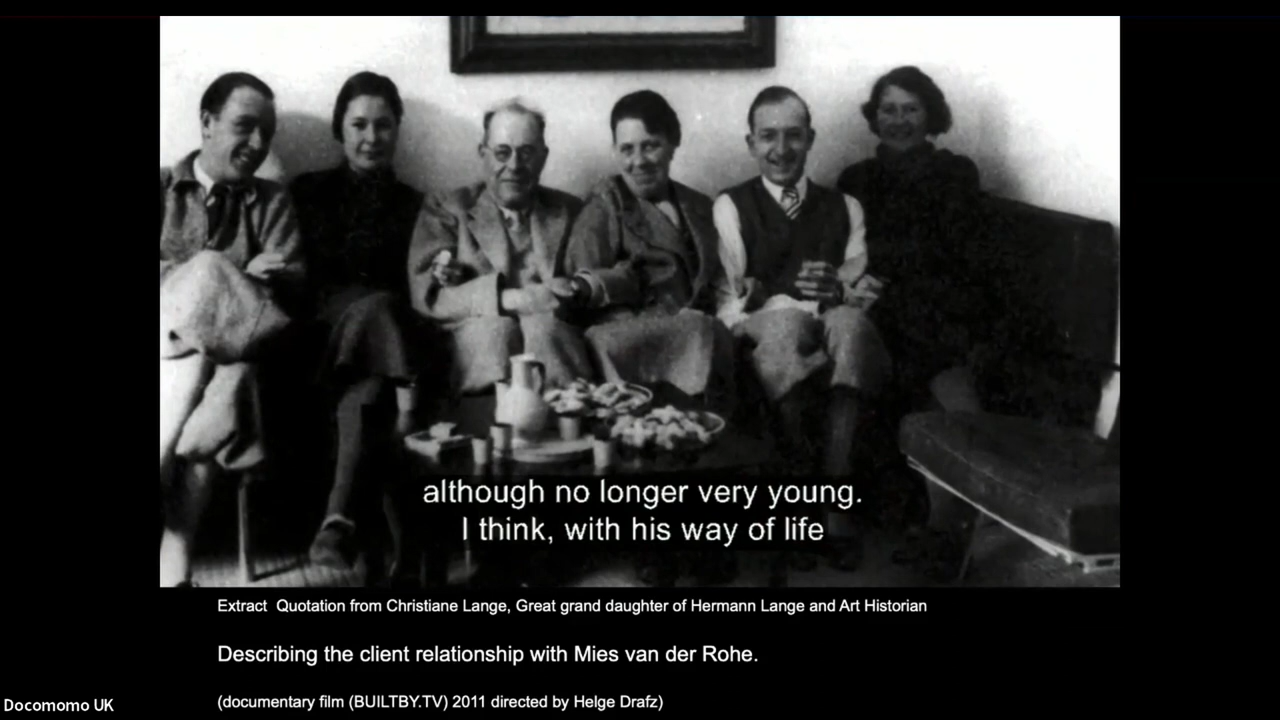 although no longer very young.
I think, with his way of life
Extract  Quotation from Christiane Lange, Great grand daughter of Hermann Lange and Art Historian
Describing the client relationship with Mies van der Rohe.
(documentary film (BUILTBY.TV) 2011 directed by Helge Drafz)
Docomomo UK